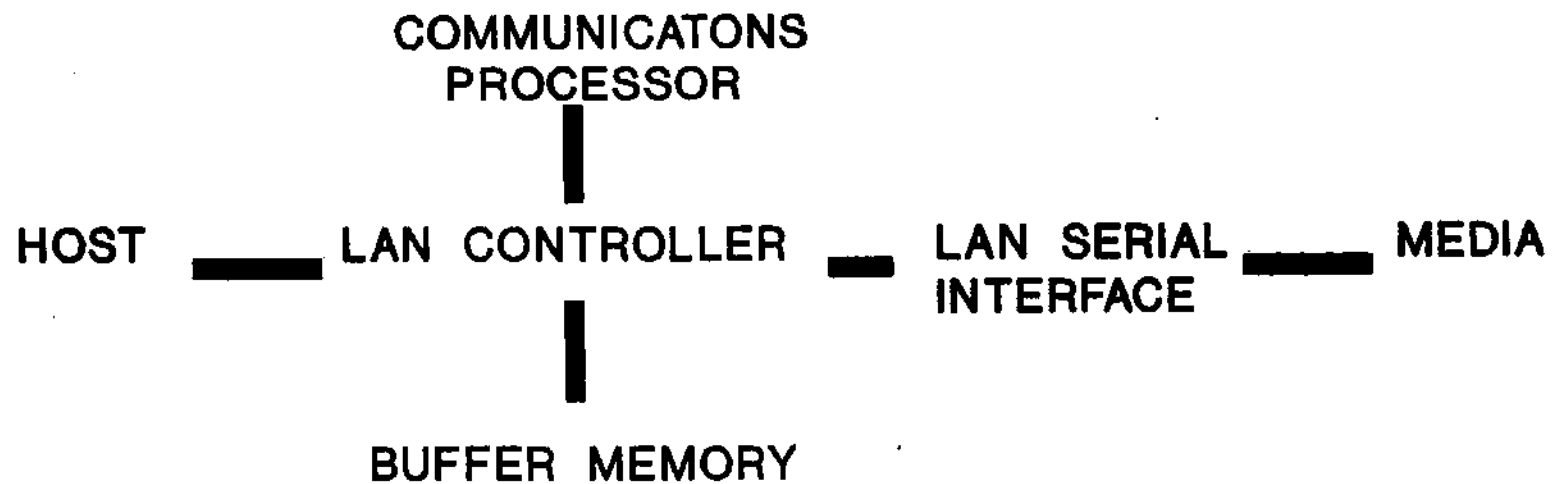 COMMUNICATONS
PROCESSOR
HOST
LAN CONTROLLER
LAN SERIAL
INTERFACE
MEDIA
BUFFER MEMORY